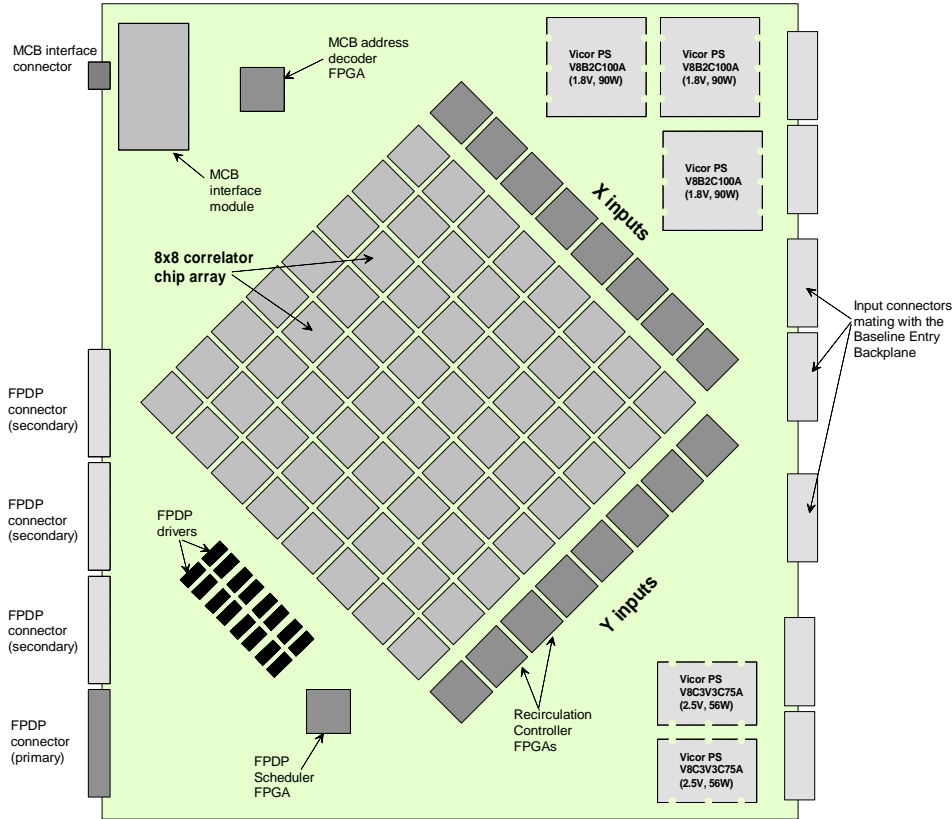 MCB interface
connector
MCB address
decoder
FPGA
Vicor PS
V8B2C100A
(1.8V, 90W)
Vicor PS
V8B2C100A
(1.8V, 90W)
MCB
interface
module
Vicor PS
V8B2C100A
(1.8V, 90W)
X inputs
8x8 correlator
chip array
Input connectors
mating with the
Baseline Entry
Backplane
FPDP
connector
(secondary)
FPDP
connector
(secondary)
FPDP
drivers
FPDP
connector
(secondary)
Y inputs
Vicor PS
V8C3V3C75A
(2.5V, 56W)
FPDP
connector
(primary)
Recirculation
Controller
FPGAs
FPDP
Scheduler
FPGA
Vicor PS
V8C3V3C75A
(2.5V, 56W)